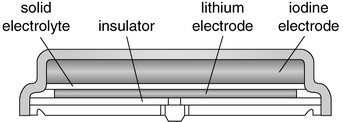 solid
electrolyte
insulator
lithium
electrode
iodine
electrode